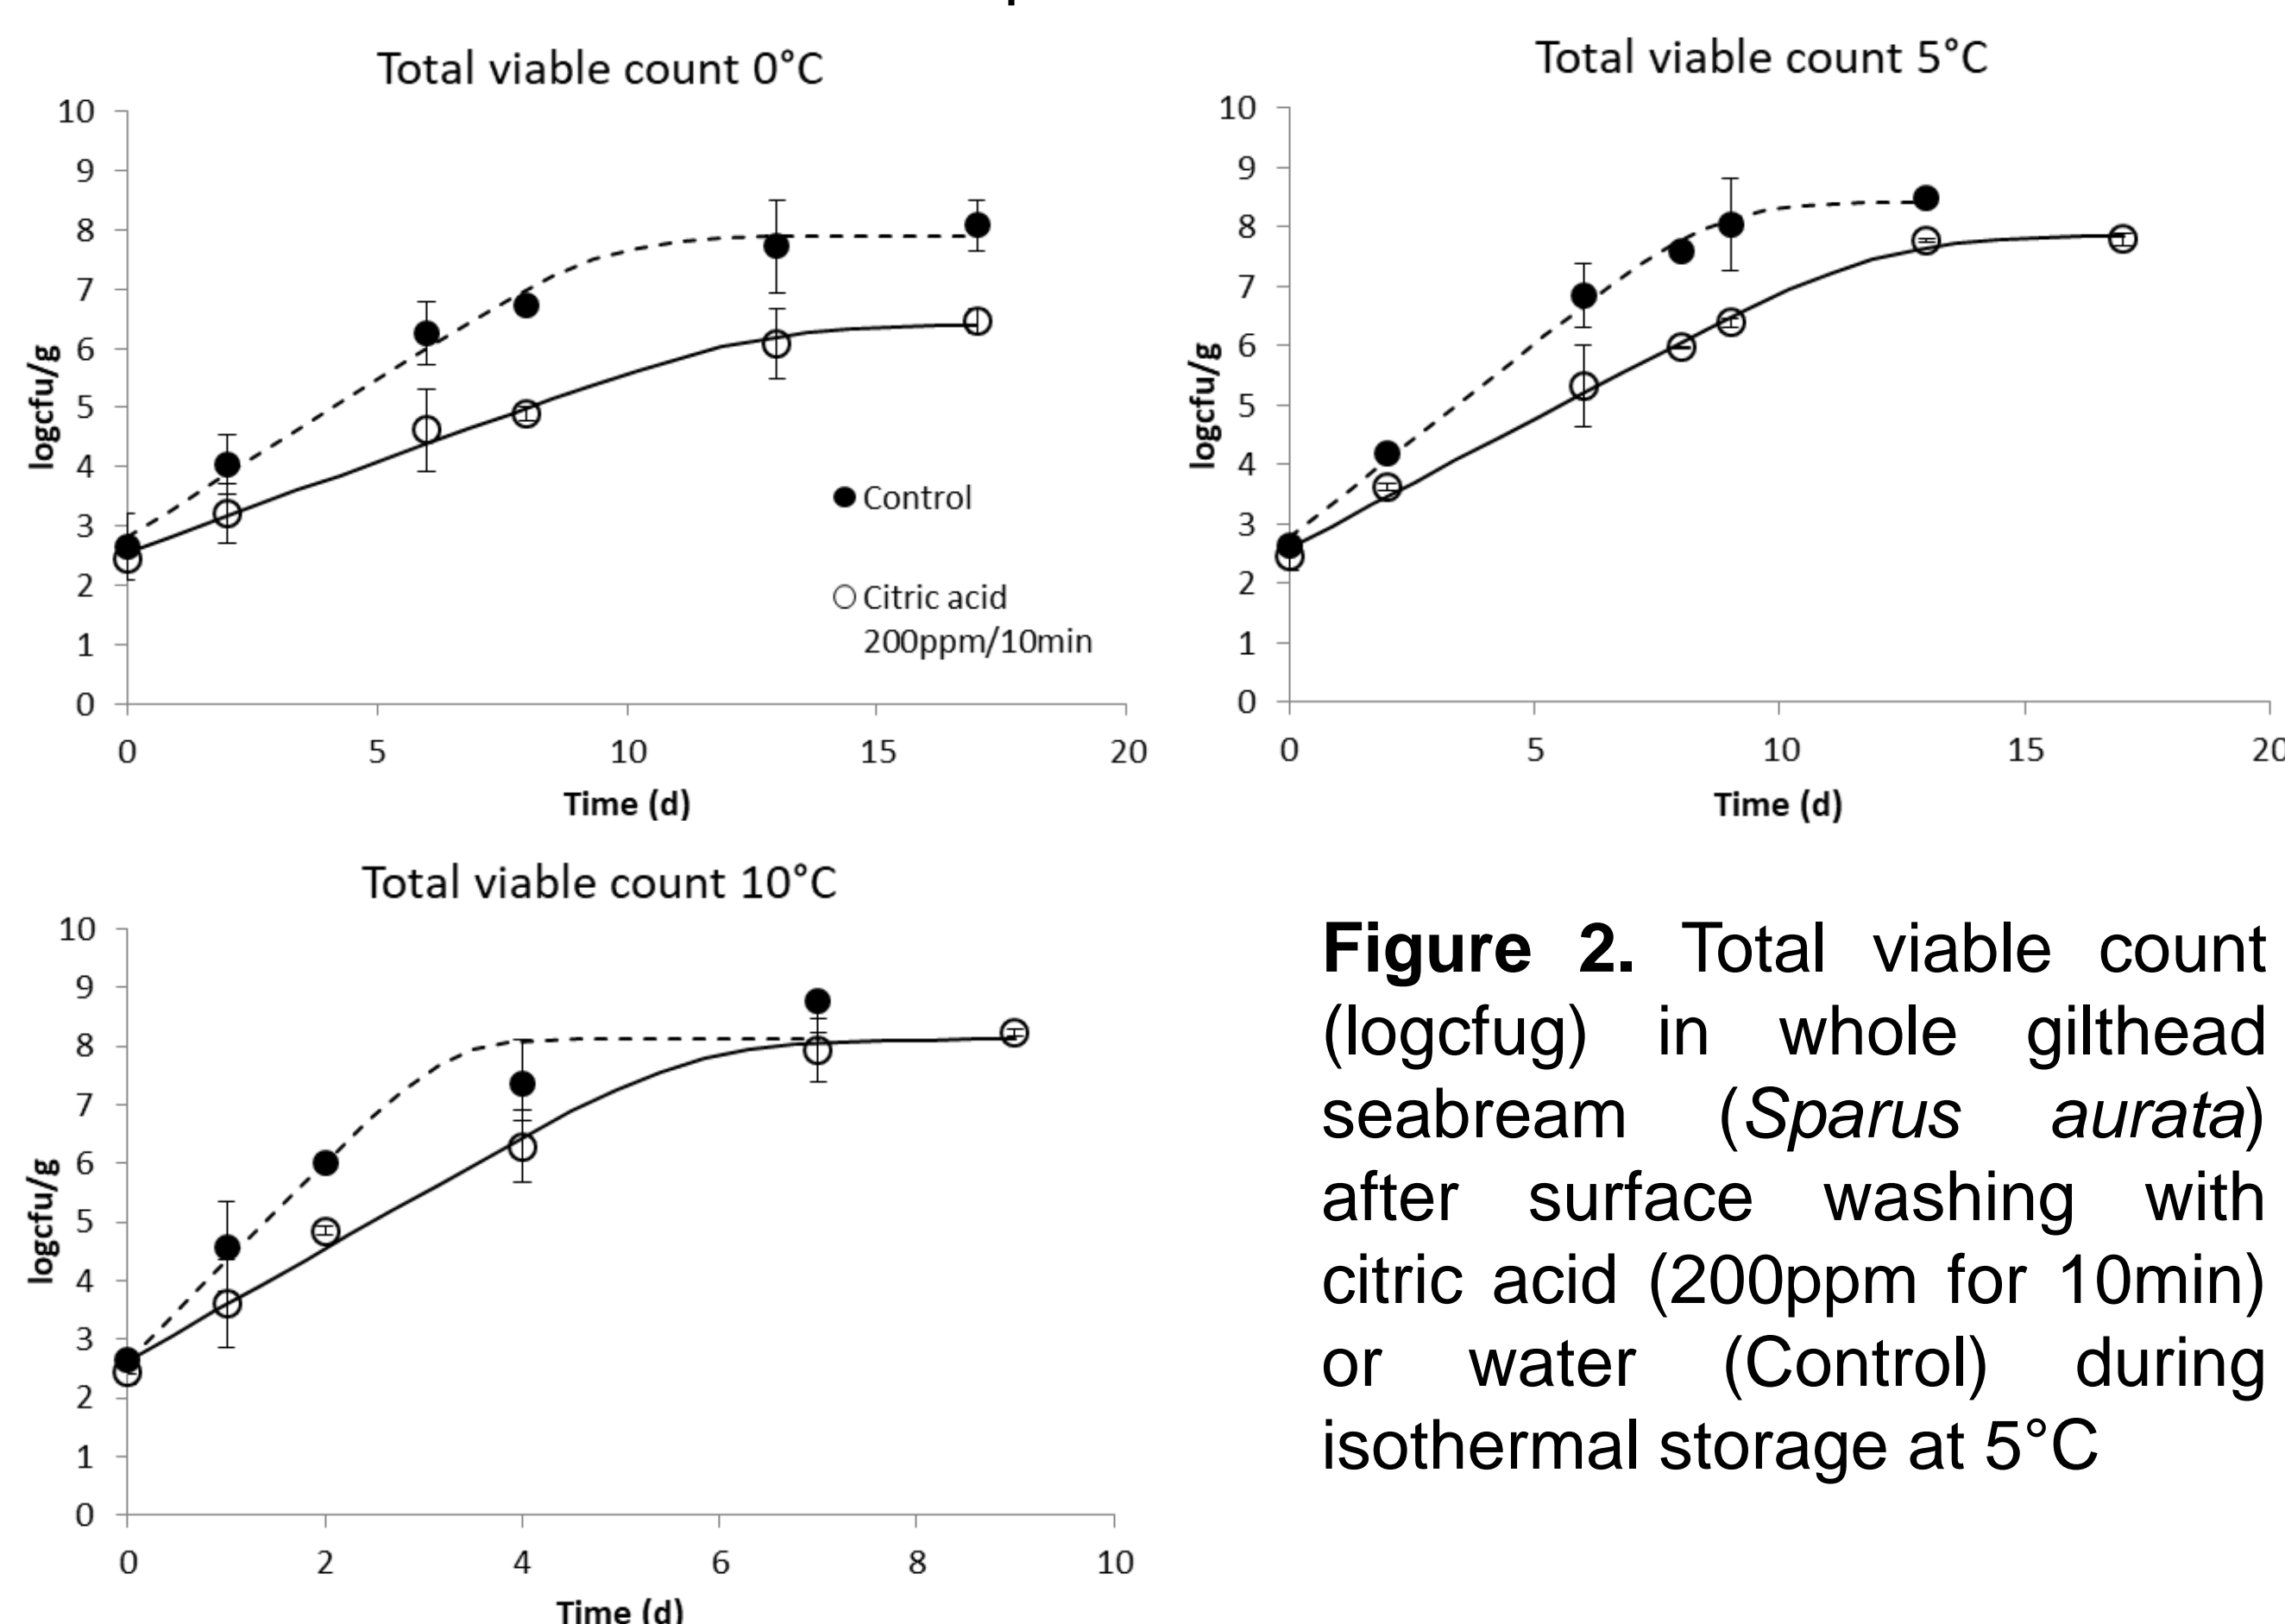 Total viable count 0°C
10
9
8
7
6
5
4
3
2
1
0
logcfu/g
Control
Citric acid
200ppm/10min
0 5 10 15 20
Time (d)
Total viable count 5°C
10
9
8
7
6
5
4
3
2
1
0
logcfu/g
0 5 10 15 20
Time (d)
Total viable count 10°C
10
9
8
7
6
5
4
3
2
1
0
logcfu/g
0 2 4 6 8 10
Time (d)
Figure 2. Total viable count
(logcfug) in whole gilthead
seabream (Sparus aurata)
after surface washing with
citric acid (200ppm for 10min)
or water (Control) during
isothermal storage at 5°C